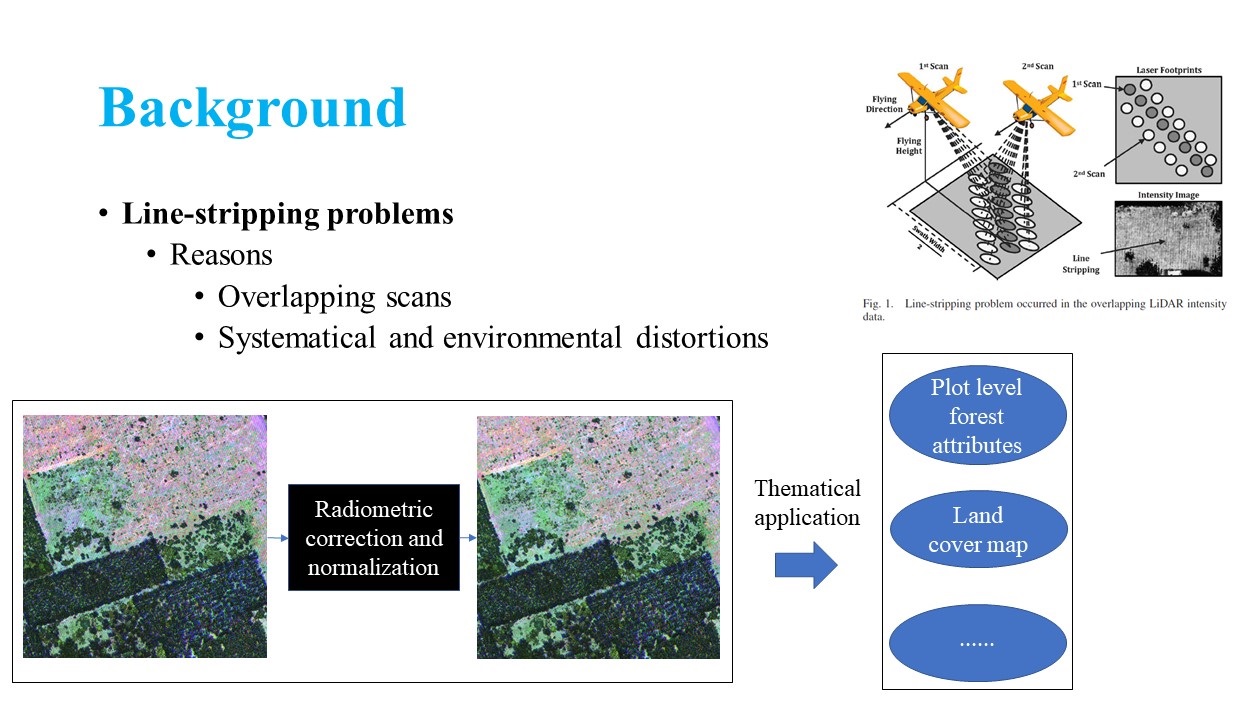 Background
• Line-stripping problems
• Reasons
• Overlapping scans
• Systematical and environmental distortions
1st Scan
2nd Scan
Flying
Direction
Flying
Height
Swath Width
2
Laser Footprints
1st Scan
2nd Scan
Intensity Image
Line
Stripping
Fig. 1. Line-stripping problem occurred in the overlapping LiDAR intensity
data.
Radiometric
correction and
normalization
Thematical
application
Plot level
forest
attributes
Land
cover map
......